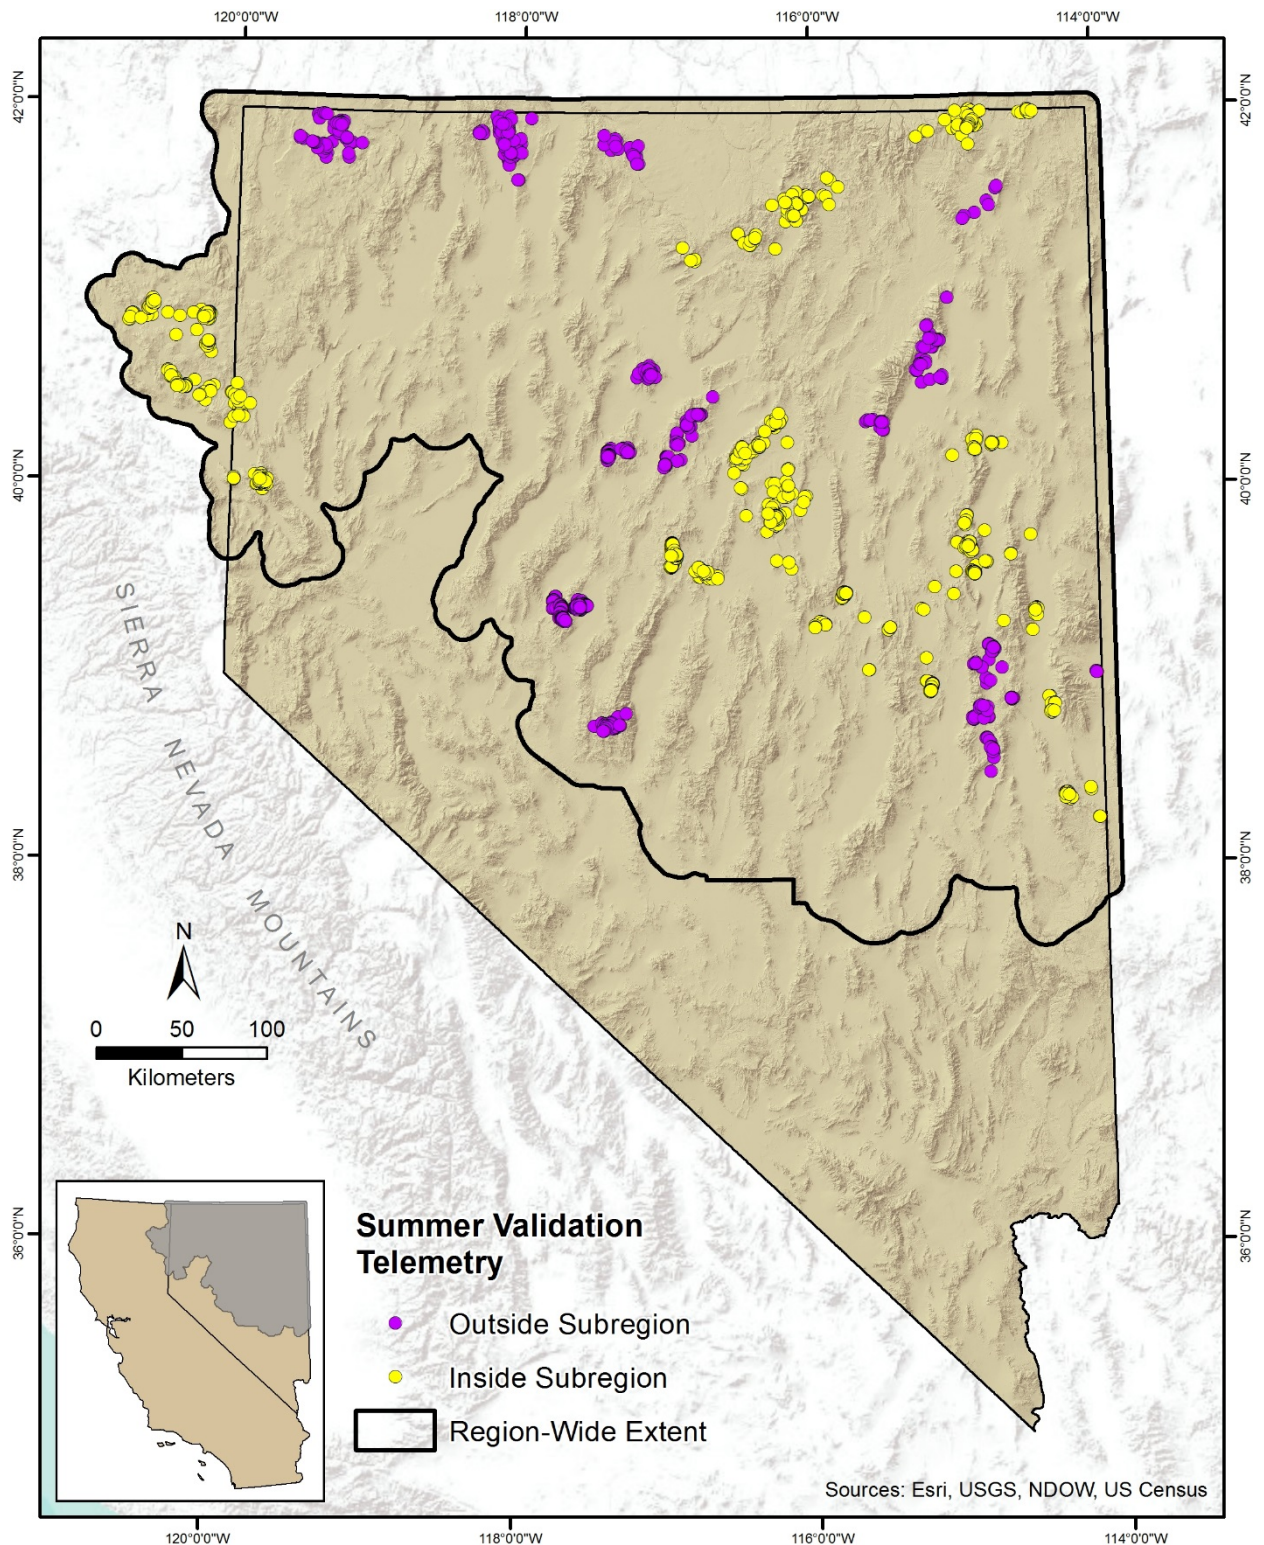 120°0'0"W 118°0'0"W 116°0'0"W 114°0'0"W
42°0'0"N 42°0'0"N
40°0'0"N 40°0'0"N
38°0'0"N 38°0'0"N
36°0'0"N 36°0'0"N
SIERRA
NEVADA
MOUNTAINS
N
0 50 100
Kilometers
Summer Validation
Telemetry
Outside Subregion
Inside Subregion
Region-Wide Extent
Sources: Esri, USGS, NDOW, US Census
120°0'0"W 118°0'0"W 116°0'0"W 114°0'0"W